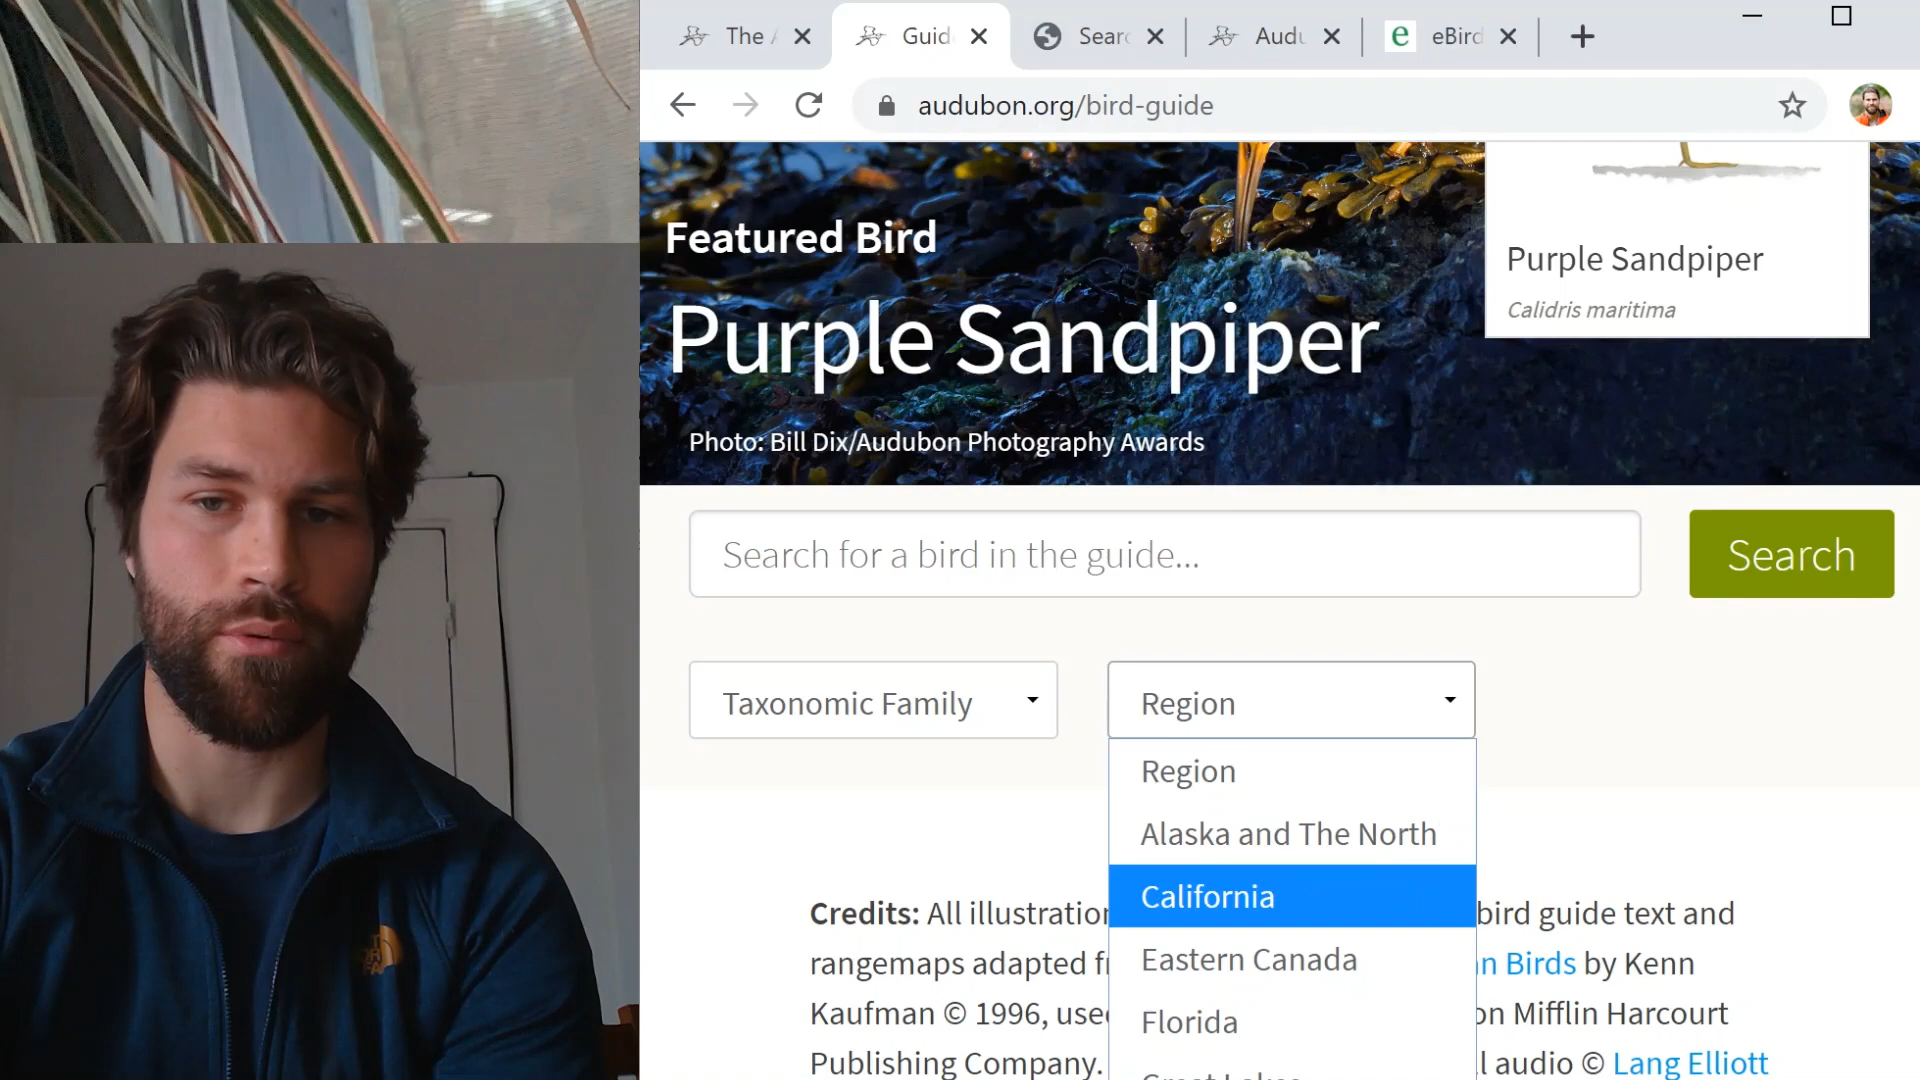 The
Guid
Sear
Audu
eBird
audubon.org/bird-guide
Featured Bird
Purple Sandpiper
Photo: Bill Dix/Audubon Photography Awards
Purple Sandpiper
Calidris maritima
Search for a bird in the guide...
Search
Taxonomic Family
Region
Region
Alaska and The North
California
Eastern Canada
Florida
Credits: All illustration bird guide text and
rangemaps adapted fr n Birds by Kenn
Kaufman © 1996, used on Mifflin Harcourt
Publishing Company. l audio © Lang Elliott